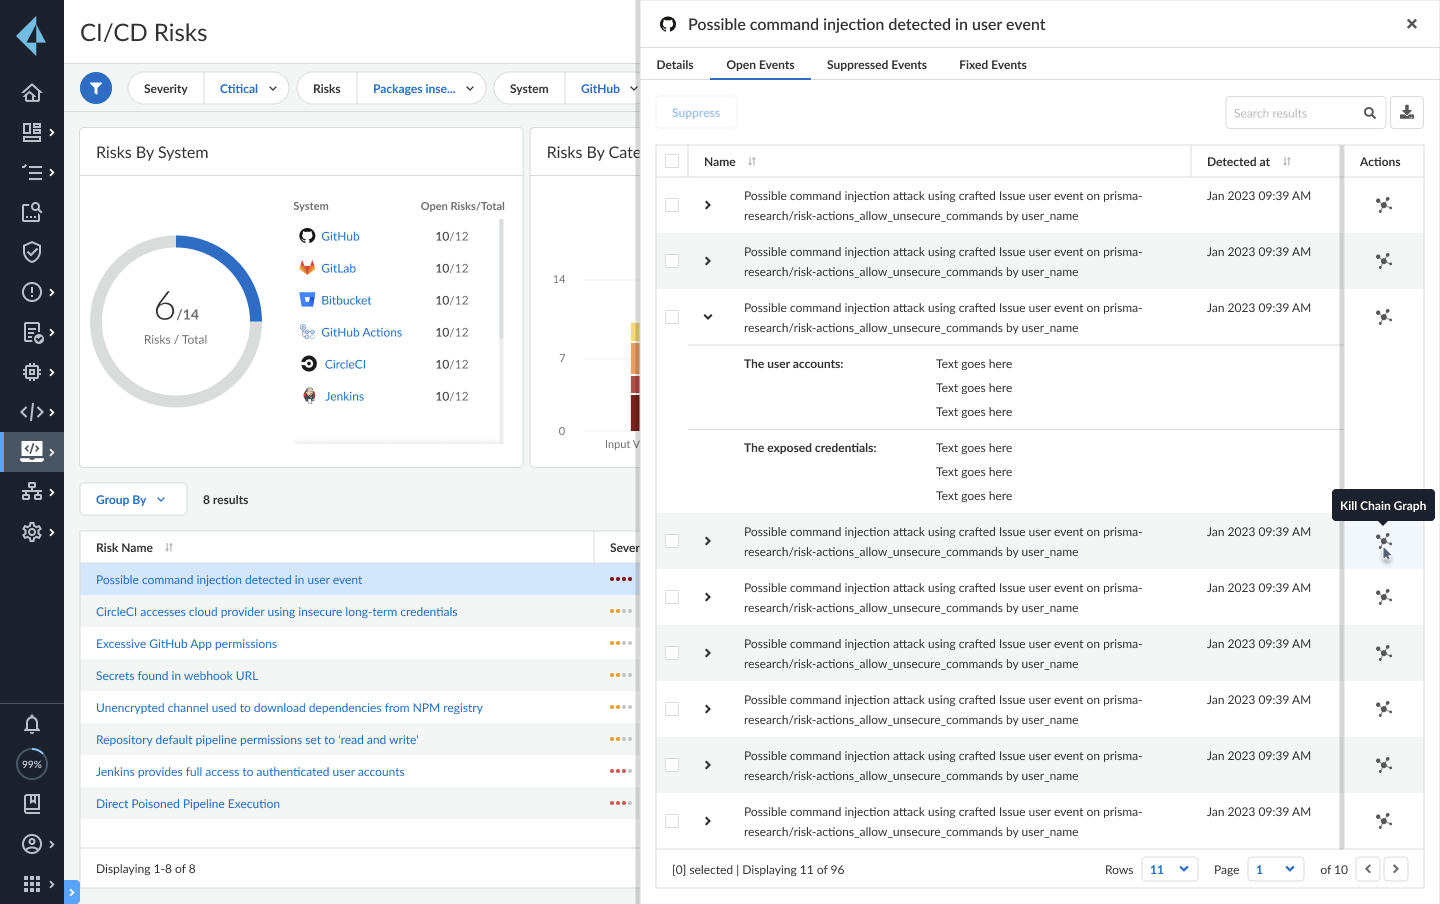 CI/CD Risks
Severity
Ctitical
Risks
Packages inse...
System
GitHub
Risks By System
6/14
Risks / Total
System
Open Risks/Total
GitHub
10/12
GitLab
10/12
Bitbucket
10/12
GitHub Actions
10/12
CircleCI
10/12
Jenkins
10/12
Risks By Cate
14
7
0
Input V
Group By
8 results
Risk Name
Sever
Possible command injection detected in user event
CircleCI accesses cloud provider using insecure long-term credentials
Excessive GitHub App permissions
Secrets found in webhook URL
Unencrypted channel used to download dependencies from NPM registry
Repository default pipeline permissions set to 'read and write'
Jenkins provides full access to authenticated user accounts
Direct Poisoned Pipeline Execution
Displaying 1-8 of 8
99%
Possible command injection detected in user event
Details
Open Events
Suppressed Events
Fixed Events
Suppress
Search results
Name
Detected at
Actions
Possible command injection attack using crafted Issue user event on prisma-
research/risk-actions_allow_unsecure_commands by user_name
Jan 2023 09:39 AM
Possible command injection attack using crafted Issue user event on prisma-
research/risk-actions_allow_unsecure_commands by user_name
Jan 2023 09:39 AM
Possible command injection attack using crafted Issue user event on prisma-
research/risk-actions_allow_unsecure_commands by user_name
Jan 2023 09:39 AM
The user accounts:
Text goes here
Text goes here
Text goes here
The exposed credentials:
Text goes here
Text goes here
Text goes here
Kill Chain Graph
Possible command injection attack using crafted Issue user event on prisma-
research/risk-actions_allow_unsecure_commands by user_name
Jan 2023 09:39 AM
Possible command injection attack using crafted Issue user event on prisma-
research/risk-actions_allow_unsecure_commands by user_name
Jan 2023 09:39 AM
Possible command injection attack using crafted Issue user event on prisma-
research/risk-actions_allow_unsecure_commands by user_name
Jan 2023 09:39 AM
Possible command injection attack using crafted Issue user event on prisma-
research/risk-actions_allow_unsecure_commands by user_name
Jan 2023 09:39 AM
Possible command injection attack using crafted Issue user event on prisma-
research/risk-actions_allow_unsecure_commands by user_name
Jan 2023 09:39 AM
Possible command injection attack using crafted Issue user event on prisma-
research/risk-actions_allow_unsecure_commands by user_name
Jan 2023 09:39 AM
[0] selected | Displaying 11 of 96
Rows
11
Page
1
of 10